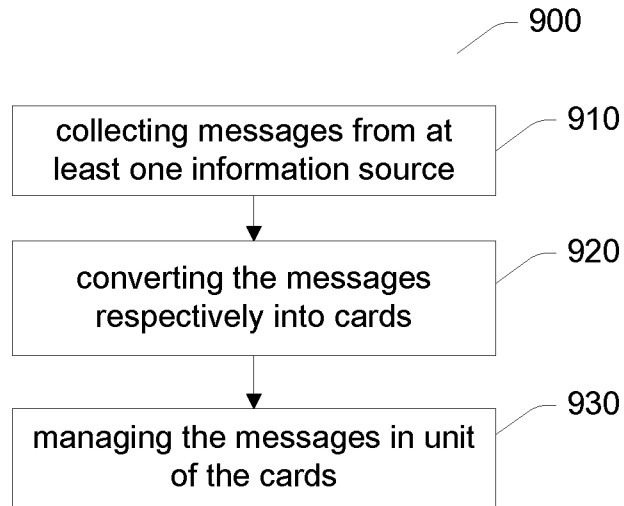 900
collecting messages from at
least one information source
910
converting the messages
respectively into cards
920
managing the messages in unit
of the cards
930